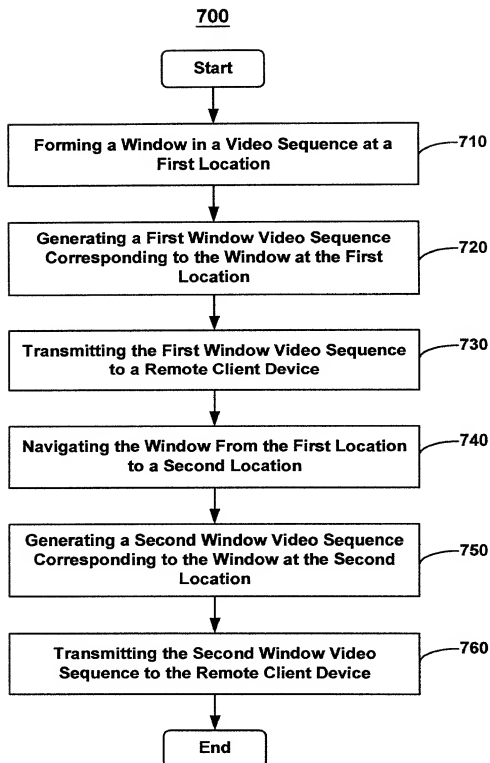 700
Start
Forming a Window in a Video Sequence at a
First Location
710
Generating a First Window Video Sequence
Corresponding to the Window at the First
Location
720
Transmitting the First Window Video Sequence
to a Remote Client Device
730
Navigating the Window From the First Location
to a Second Location
740
Generating a Second Window Video Sequence
Corresponding to the Window at the Second
Location
750
Transmitting the Second Window Video
Sequence to the Remote Client Device
760
End